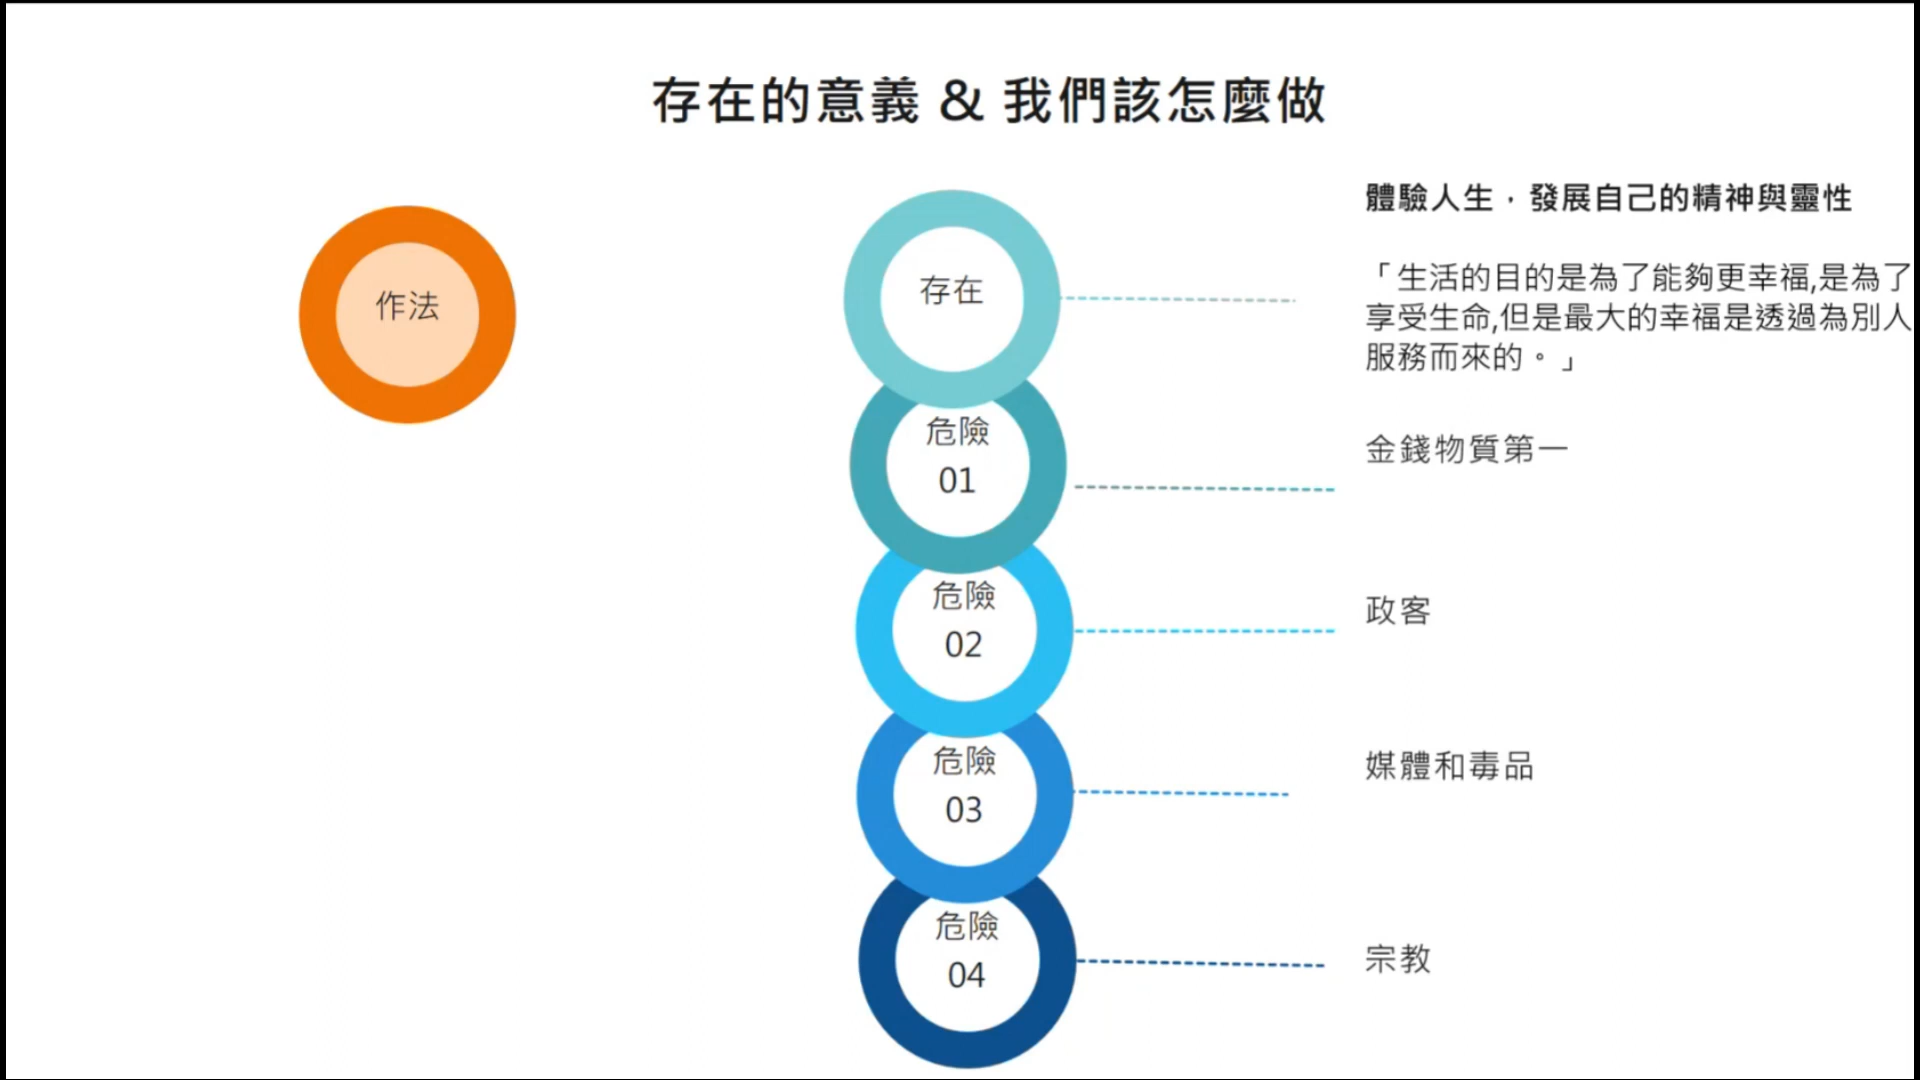 存在的意義 & 我們該怎麼做
作法
存在
體驗人生，發展自己的精神與靈性
「生活的目的是為了能夠更幸福,是為了
享受生命,但是最大的幸福是透過為別人
服務而來的。」
危險
01
金錢物質第一
危險
02
政客
危險
03
媒體和毒品
危險
04
宗教